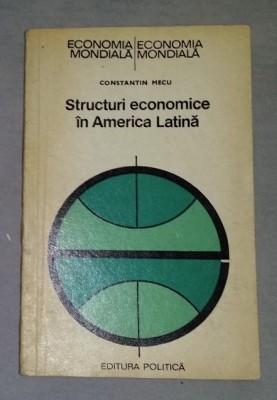 ECONOMIA ECONOMIA
MONDIALĂ MONDIALĂ
CONSTANTIN MECU
Structuri economice
în America Latină
EDITURA POLITICĂ